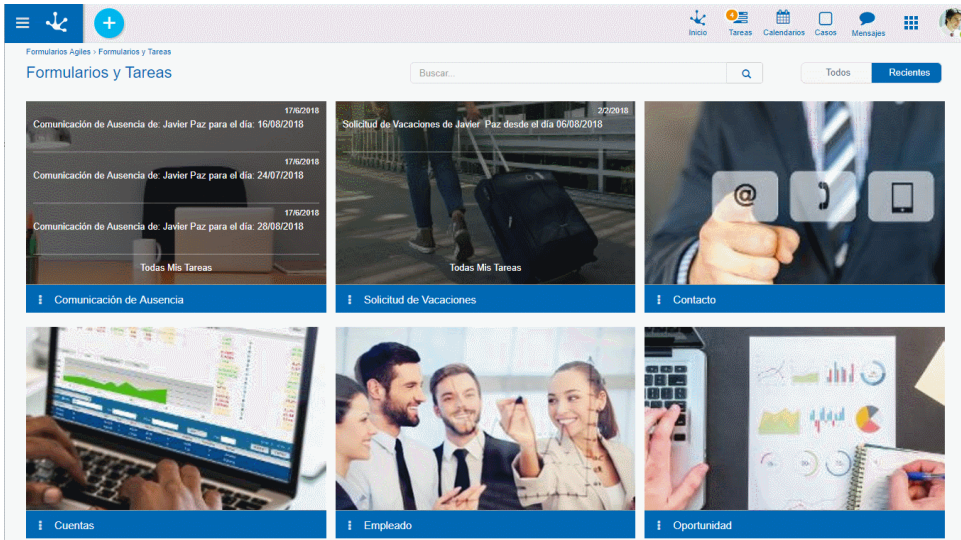 4
Inicio
Tareas
Calendarios
Casos
Mensajes
Formularios Agiles › Formularios y Tareas
Formularios y Tareas
Buscar...
Todos
Recientes
17/6/2018
Comunicación de Ausencia de: Javier Paz para el día: 16/08/2018
17/6/2018
Comunicación de Ausencia de: Javier Paz para el día: 24/07/2018
17/6/2018
Comunicación de Ausencia de: Javier Paz para el día: 28/08/2018
Todas Mis Tareas
Comunicación de Ausencia
2/2/2018
Solicitud de Vacaciones de Javier Paz desde el día 06/08/2018
Todas Mis Tareas
Solicitud de Vacaciones
@
Contacto
Cuentas
Empleado
Oportunidad